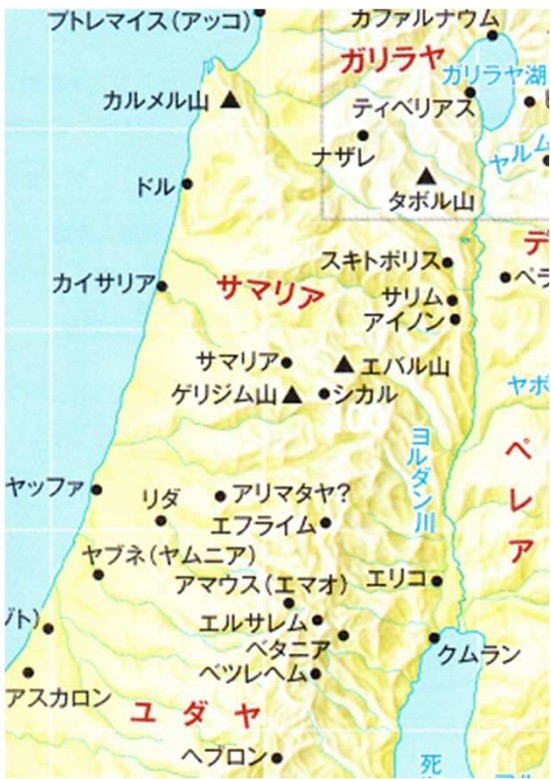 プトレマイス(アッコ)
カファルナウム
ガリラヤ
ガリラヤ湖
カルメル山
ティベリアス
ナザレ
ヤルム
タボル山
ドル
デ
スキトポリス
ペラ
カイサリア
サマリア
サリム
アイノン
サマリア
エバル山
ゲリジム山
シカル
ヤボ
ヨルダン川
ペレア
ヤッファ
リダ
アリマタヤ?
エフライム
ヤブネ(ヤムニア)
アマウス(エマオ)
エリコ
エルサレム
ベタニア
クムラン
ベツレヘム
アスカロン
ユダヤ
ヘブロン
死